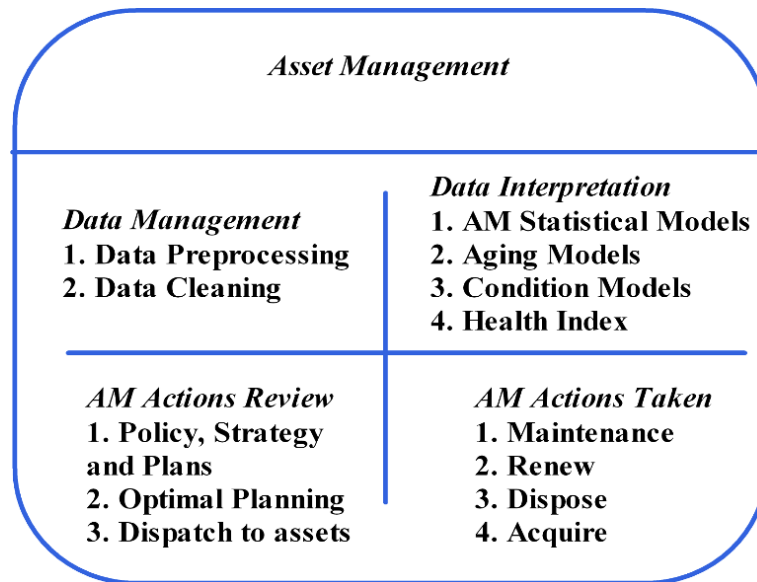 Asset Management
Data Management
1. Data Preprocessing
2. Data Cleaning
Data Interpretation
1. AM Statistical Models
2. Aging Models
3. Condition Models
4. Health Index
AM Actions Review
1. Policy, Strategy
and Plans
2. Optimal Planning
3. Dispatch to assets
AM Actions Taken
1. Maintenance
2. Renew
3. Dispose
4. Acquire